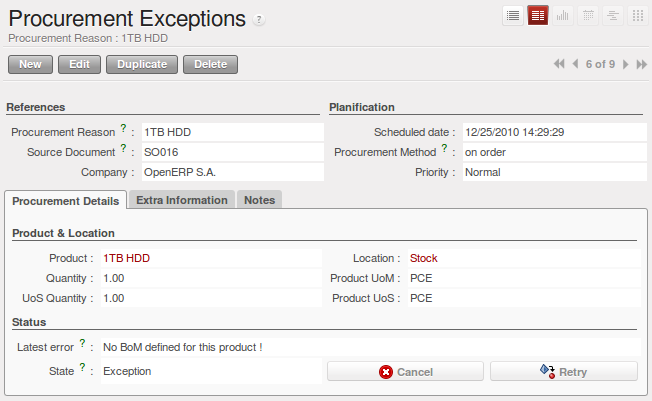 Procurement Exceptions ?
Procurement Reason : 1TB HDD
New Edit Duplicate Delete 6 of 9
References Planification
Procurement Reason ? : 1TB HDD Scheduled date : 12/25/2010 14:29:29
Source Document ? : SO016 Procurement Method ? : on order
Company : OpenERP S.A. Priority : Normal
Procurement Details Extra Information Notes
Product & Location
Product : 1TB HDD Location : Stock
Quantity : 1.00 Product UoM : PCE
UoS Quantity : 1.00 Product UoS : PCE
Status
Latest error ? : No BoM defined for this product !
State ? : Exception Cancel Retry